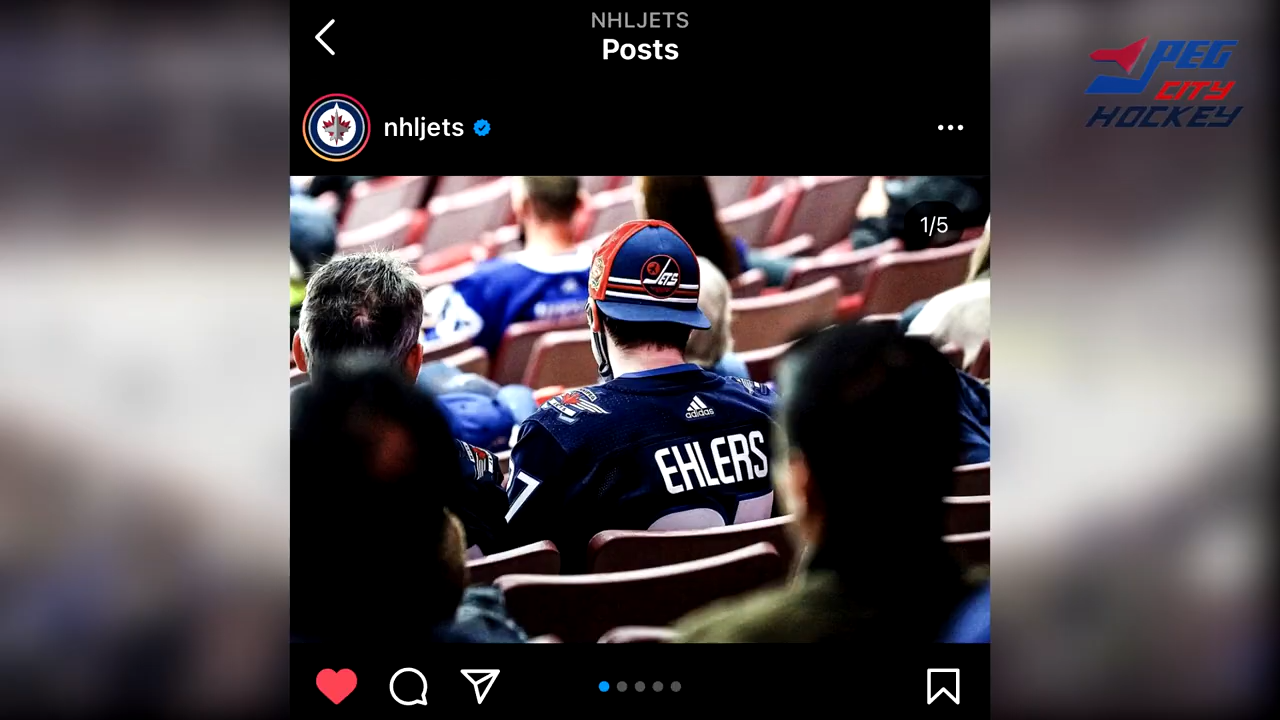 NHLJETS
Posts
nhljets
PEG
CITY
HOCKEY
1/5
JETS
adidas
EHLERS
7